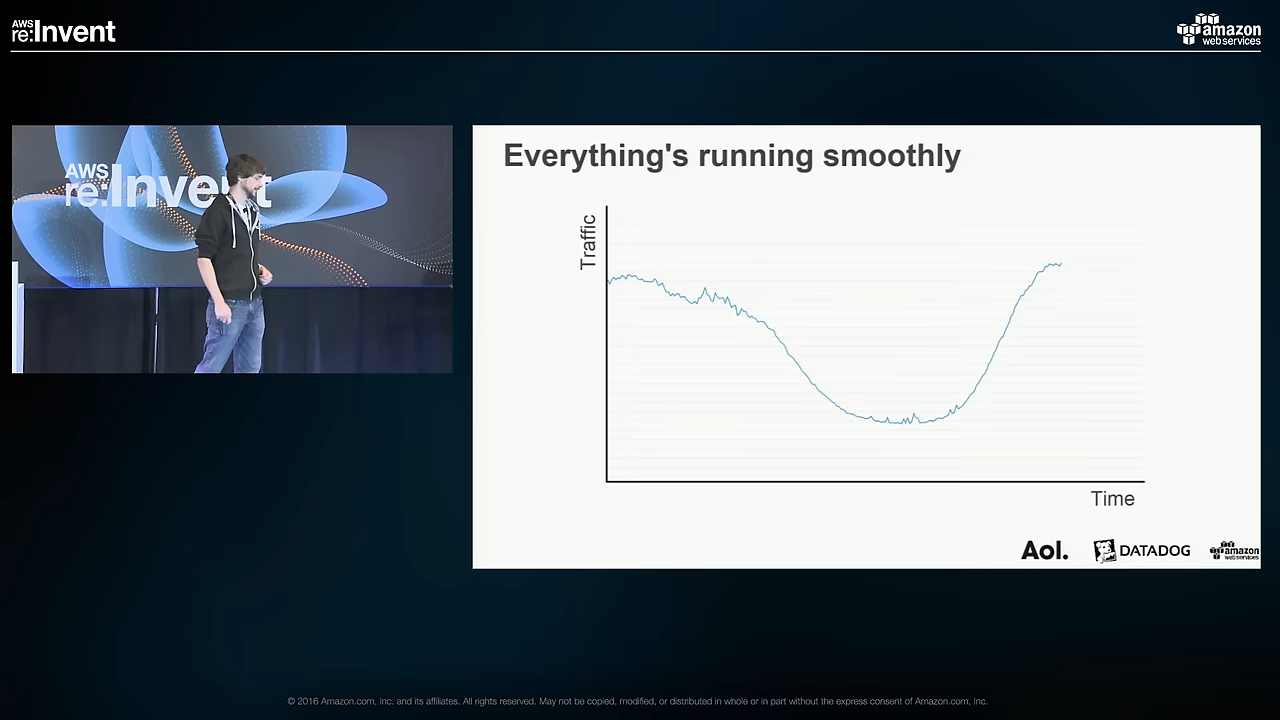 AWS
re:Invent
amazon
web services
AWS
re:Invent
Everything's running smoothly
Traffic
Time
Aol.
DATADOG
amazon
web services
© 2016 Amazon.com, Inc. and its affiliates. All rights reserved. May not be copied, modified, or distributed in whole or in part without the express consent of Amazon.com, Inc.